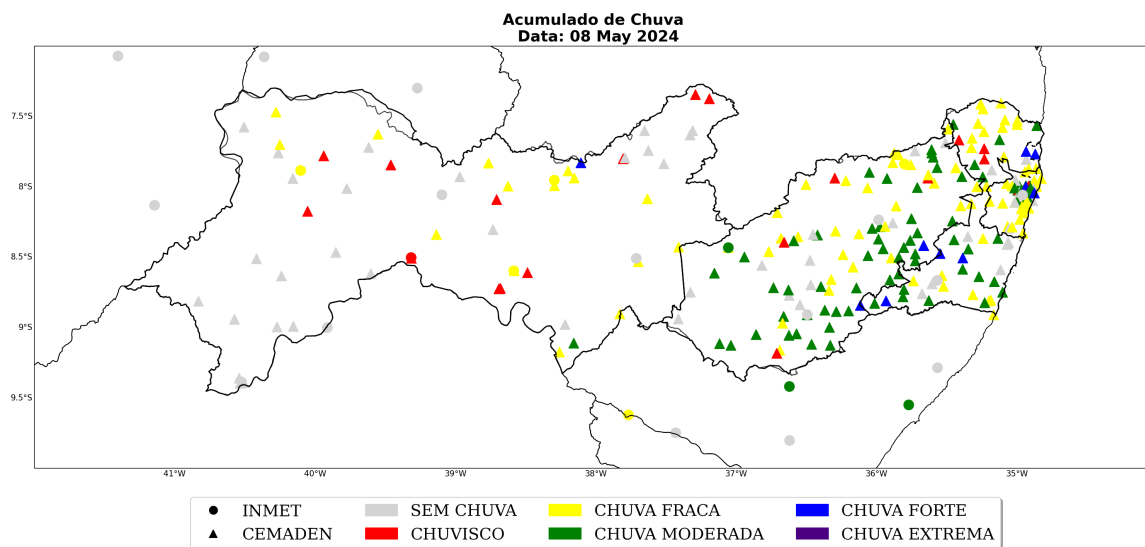 Acumulado de Chuva
Data: 08 May 2024
7.5°S
8°S
8.5°S
9°S
9.5°S
41°W 40°W 39°W 38°W 37°W 36°W 35°W
INMET SEM CHUVA CHUVA FRACA CHUVA FORTE
CEMADEN CHUVISCO CHUVA MODERADA CHUVA EXTREMA